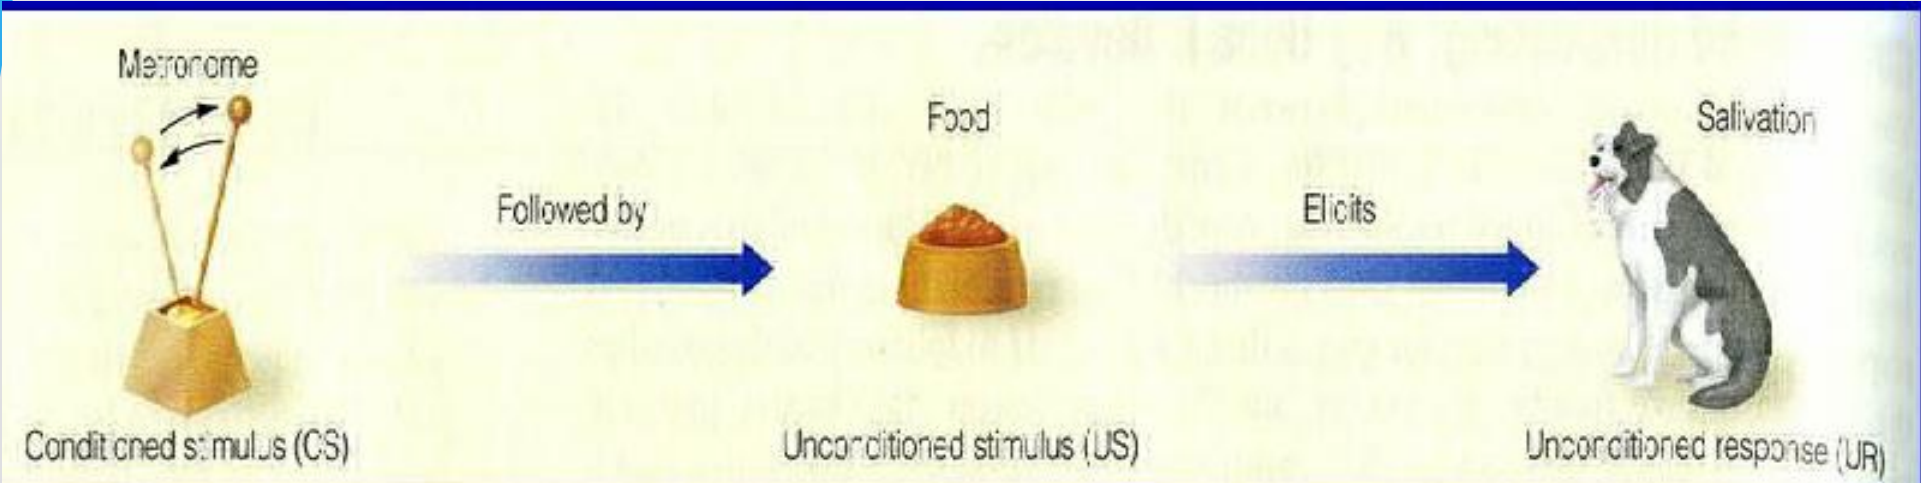 Metronome
Food
Salivation
Followed by
Elicits
Conditioned stimulus (CS)
Unconditioned stimulus (US)
Unconditioned response (UR)